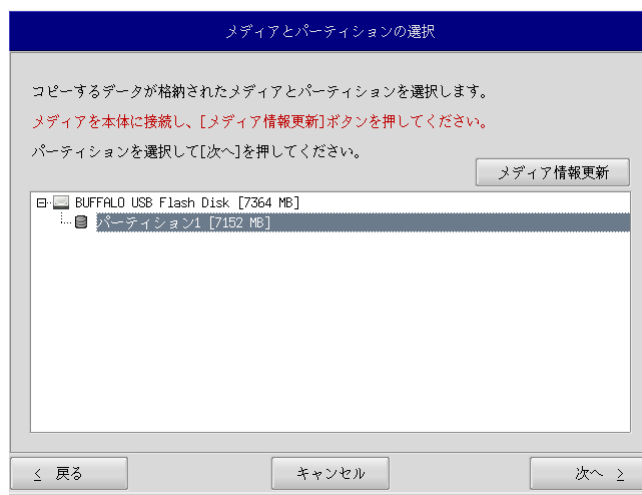 メディアとパーティションの選択
コピーするデータが格納されたメディアとパーティションを選択します。
メディアを本体に接続し、[メディア情報更新]ボタンを押してください。
パーティションを選択して[次へ]を押してください。
メディア情報更新
BUFFALO USB Flash Disk [7364 MB]
パーティション1 [7152 MB]
< 戻る
キャンセル
次へ >